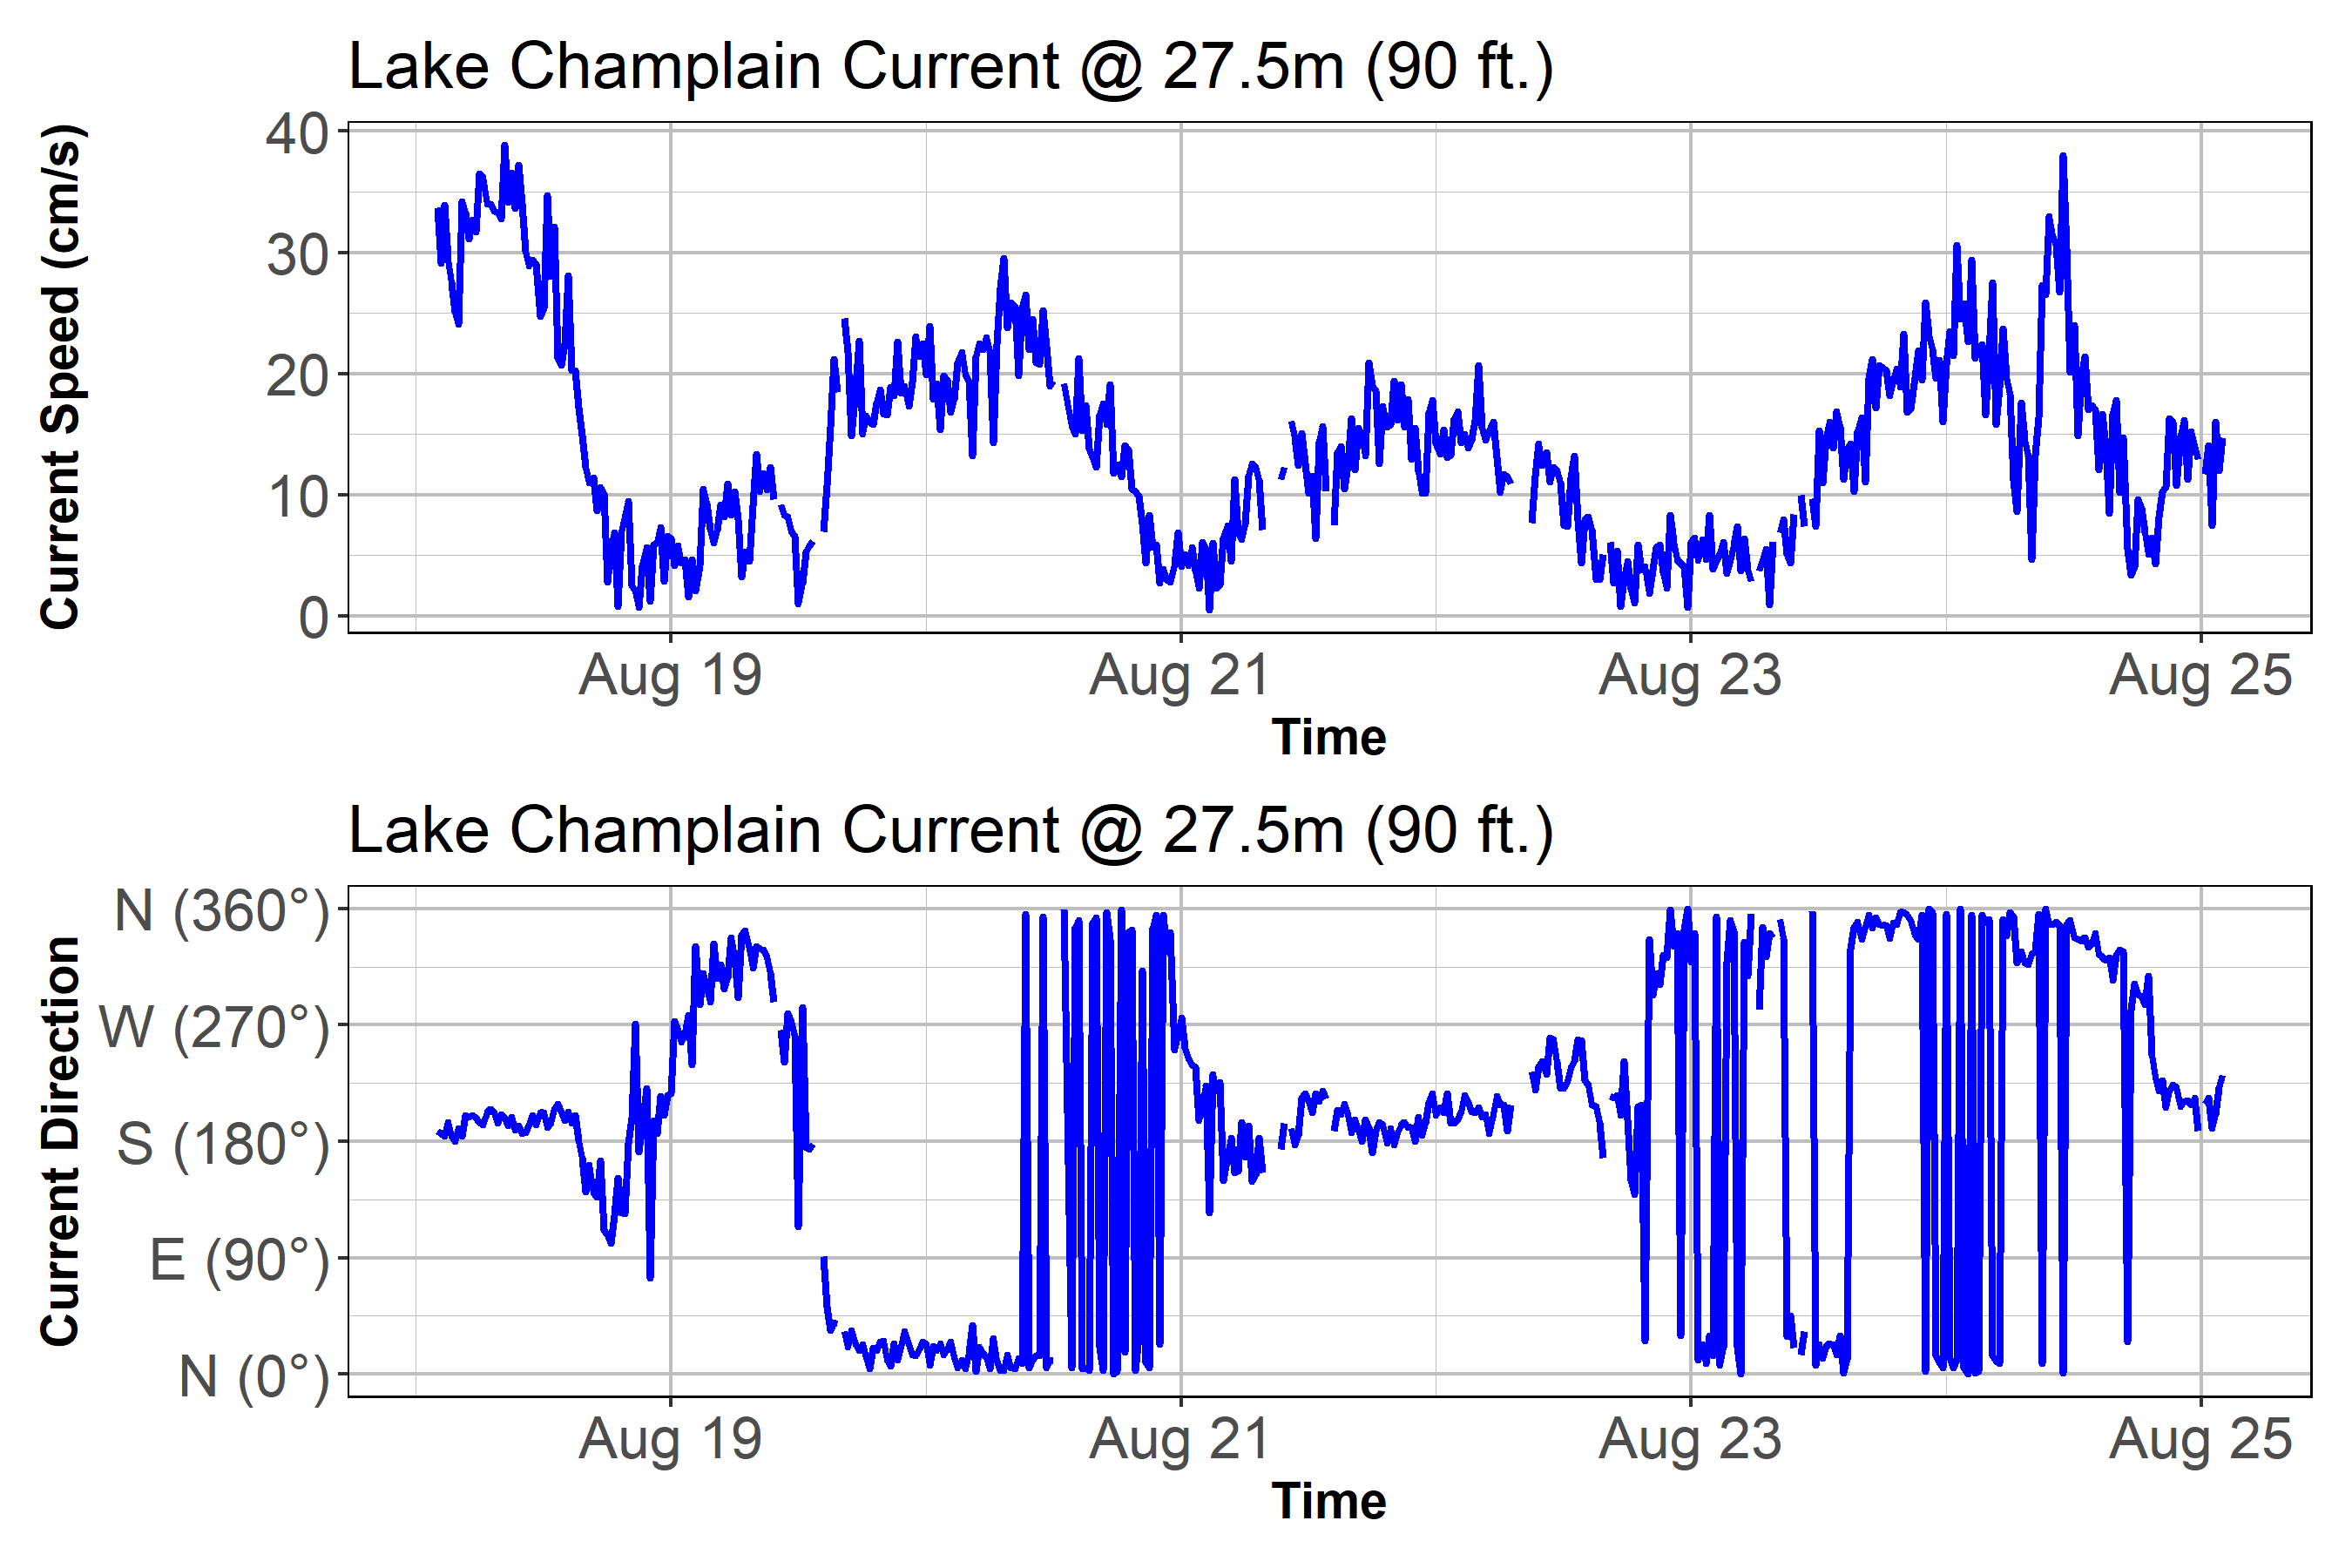 Lake Champlain Current @ 27.5m (90 ft.)
Current Speed (cm/s)
40
30
20
10
0
Aug 19 Aug 21 Aug 23 Aug 25
Time
Lake Champlain Current @ 27.5m (90 ft.)
Current Direction
N (360°)
W (270°)
S (180°)
E (90°)
N (0°)
Aug 19 Aug 21 Aug 23 Aug 25
Time